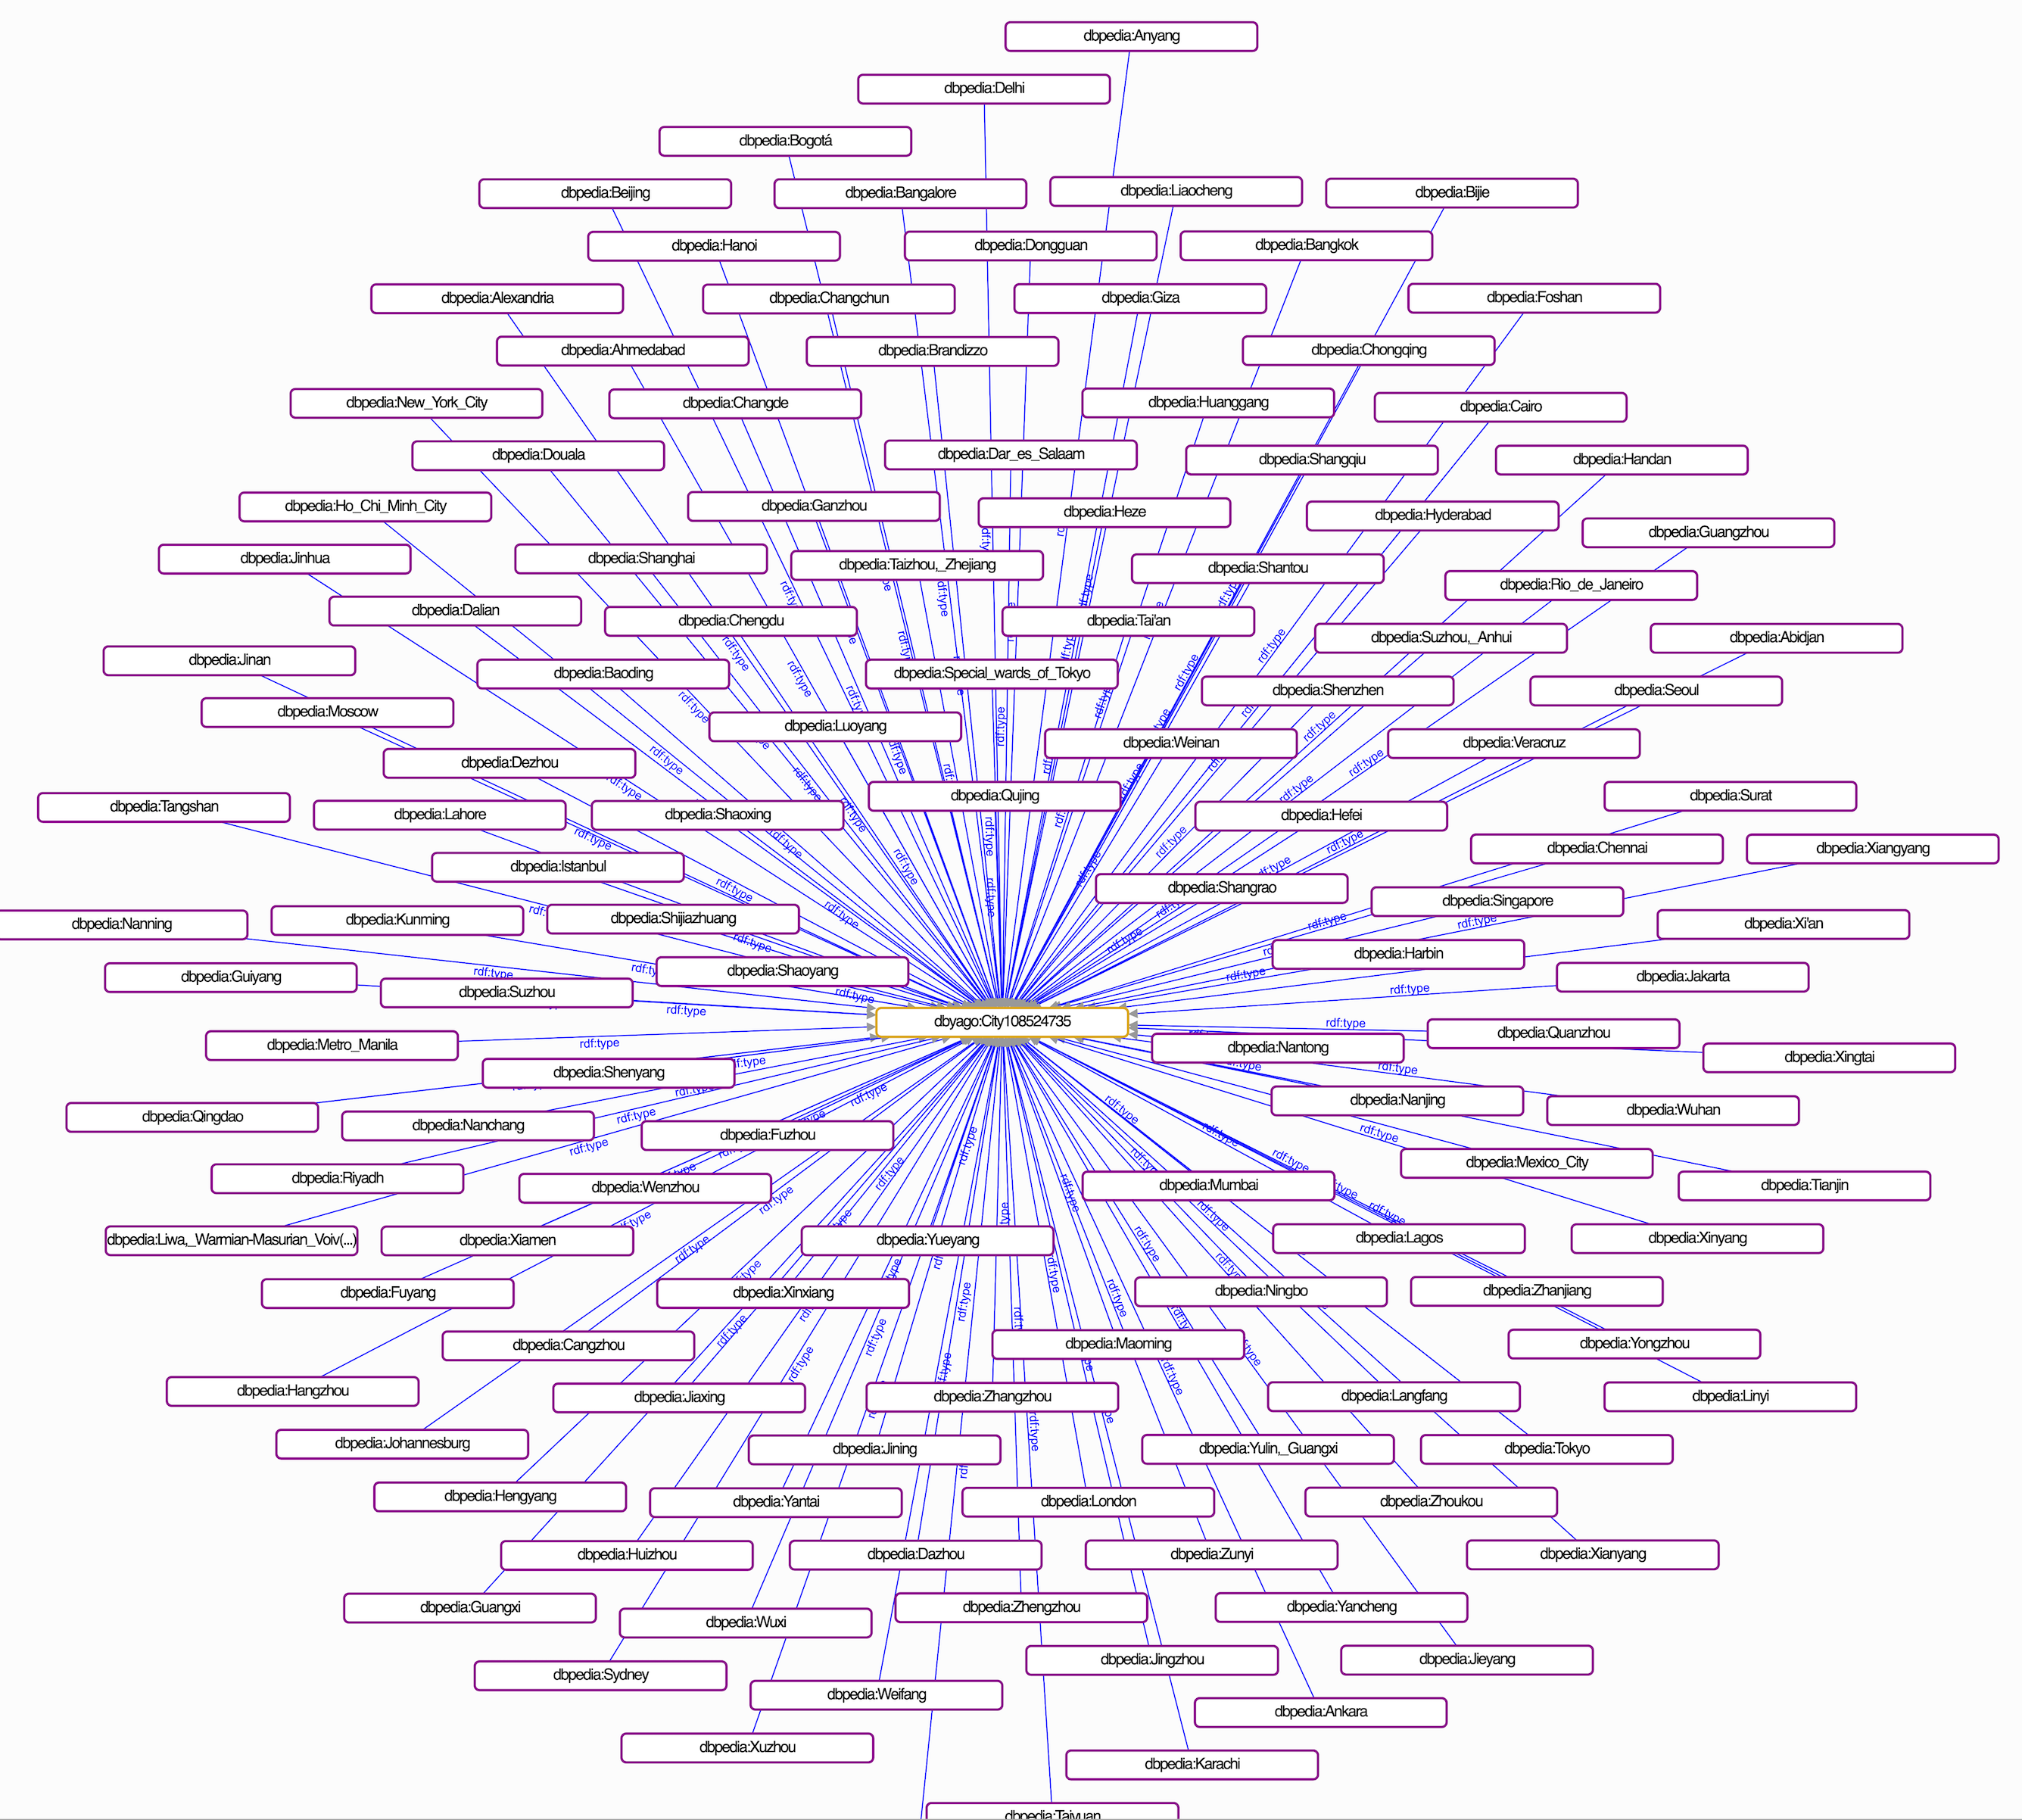 dbpedia:Anyang
dbpedia:Delhi
dbpedia:Bogotá
dbpedia:Beijing
dbpedia:Bangalore
dbpedia:Liaocheng
dbpedia:Bijie
dbpedia:Hanoi
dbpedia:Dongguan
dbpedia:Bangkok
dbpedia:Alexandria
dbpedia:Changchun
dbpedia:Giza
dbpedia:Foshan
dbpedia:Ahmedabad
dbpedia:Brandizzo
dbpedia:Chongqing
dbpedia:New_York_City
dbpedia:Changde
dbpedia:Huanggang
dbpedia:Cairo
dbpedia:Douala
dbpedia:Dar_es_Salaam
dbpedia:Shangqiu
dbpedia:Handan
dbpedia:Ho_Chi_Minh_City
dbpedia:Ganzhou
dbpedia:Heze
dbpedia:Hyderabad
dbpedia:Guangzhou
dbpedia:Jinhua
dbpedia:Shanghai
dbpedia:Taizhou,_Zhejiang
dbpedia:Shantou
dbpedia:Rio_de_Janeiro
dbpedia:Dalian
dbpedia:Chengdu
dbpedia:Tai'an
dbpedia:Suzhou,_Anhui
dbpedia:Abidjan
dbpedia:Jinan
dbpedia:Baoding
dbpedia:Special_wards_of_Tokyo
dbpedia:Shenzhen
dbpedia:Seoul
dbpedia:Moscow
dbpedia:Luoyang
dbpedia:Weinan
dbpedia:Veracruz
dbpedia:Dezhou
dbpedia:Qujing
dbpedia:Surat
dbpedia:Tangshan
dbpedia:Lahore
dbpedia:Shaoxing
dbpedia:Hefei
dbpedia:Chennai
dbpedia:Xiangyang
dbpedia:Istanbul
dbpedia:Shangrao
dbpedia:Singapore
dbpedia:Nanning
dbpedia:Kunming
dbpedia:Shijiazhuang
dbpedia:Xi'an
dbpedia:Harbin
dbpedia:Guiyang
dbpedia:Shaoyang
dbpedia:Jakarta
dbpedia:Suzhou
rdf:type
dbyago:City108524735
dbpedia:Quanzhou
dbpedia:Metro_Manila
rdf:type
dbpedia:Nantong
dbpedia:Xingtai
dbpedia:Shenyang
dbpedia:Nanjing
dbpedia:Wuhan
dbpedia:Qingdao
dbpedia:Nanchang
dbpedia:Fuzhou
dbpedia:Mexico_City
dbpedia:Riyadh
dbpedia:Wenzhou
dbpedia:Mumbai
dbpedia:Tianjin
dbpedia:Liwa,_Warmian-Masurian_Voiv(...)
dbpedia:Xiamen
dbpedia:Yueyang
dbpedia:Lagos
dbpedia:Xinyang
dbpedia:Fuyang
dbpedia:Xinxiang
dbpedia:Ningbo
dbpedia:Zhanjiang
dbpedia:Cangzhou
dbpedia:Maoming
dbpedia:Yongzhou
dbpedia:Hangzhou
dbpedia:Jiaxing
dbpedia:Zhangzhou
dbpedia:Langfang
dbpedia:Linyi
dbpedia:Johannesburg
dbpedia:Jining
dbpedia:Yulin,_Guangxi
dbpedia:Tokyo
dbpedia:Hengyang
dbpedia:Yantai
dbpedia:London
dbpedia:Zhoukou
dbpedia:Huizhou
dbpedia:Dazhou
dbpedia:Zunyi
dbpedia:Xianyang
dbpedia:Guangxi
dbpedia:Wuxi
dbpedia:Zhengzhou
dbpedia:Yancheng
dbpedia:Sydney
dbpedia:Jingzhou
dbpedia:Jieyang
dbpedia:Weifang
dbpedia:Ankara
dbpedia:Xuzhou
dbpedia:Karachi
dbpedia:Taiyuan